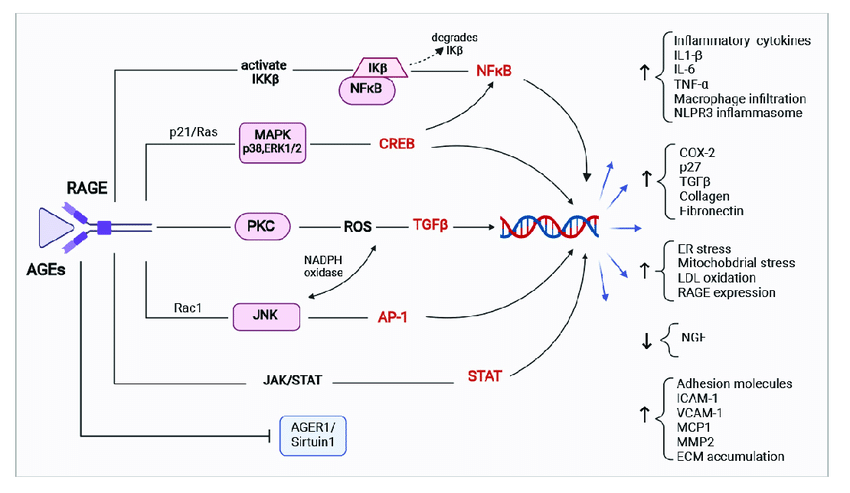 degrades
IKβ
activate
IKKβ
IKβ
NFκB
NFκB
p21/Ras
MAPK
p38,ERK1/2
CREB
RAGE
AGEs
PKC
ROS
TGFβ
NADPH
oxidase
Rac1
JNK
AP-1
JAK/STAT
STAT
AGER1/
Sirtuin1
↑
Inflammatory cytokines
IL1-β
IL-6
TNF-α
Macrophage infiltration
NLPR3 inflammasome
↑
COX-2
p27
TGFβ
Collagen
Fibronectin
↑
ER stress
Mitochobdrial stress
LDL oxidation
RAGE expression
↓
NGF
↑
Adhesion molecules
ICAM-1
VCAM-1
MCP1
MMP2
ECM accumulation